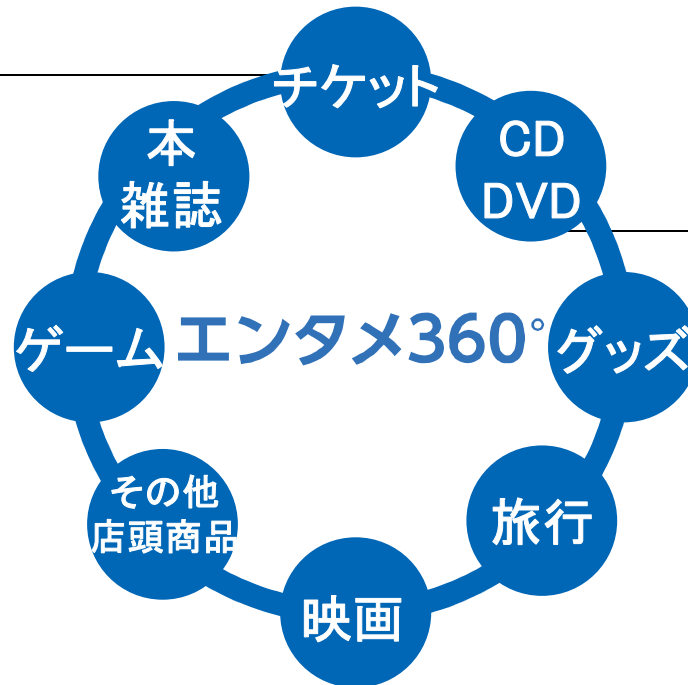 チケット
本
雑誌
CD
DVD
ゲーム
エンタメ360°
グッズ
その他
店頭商品
旅行
映画